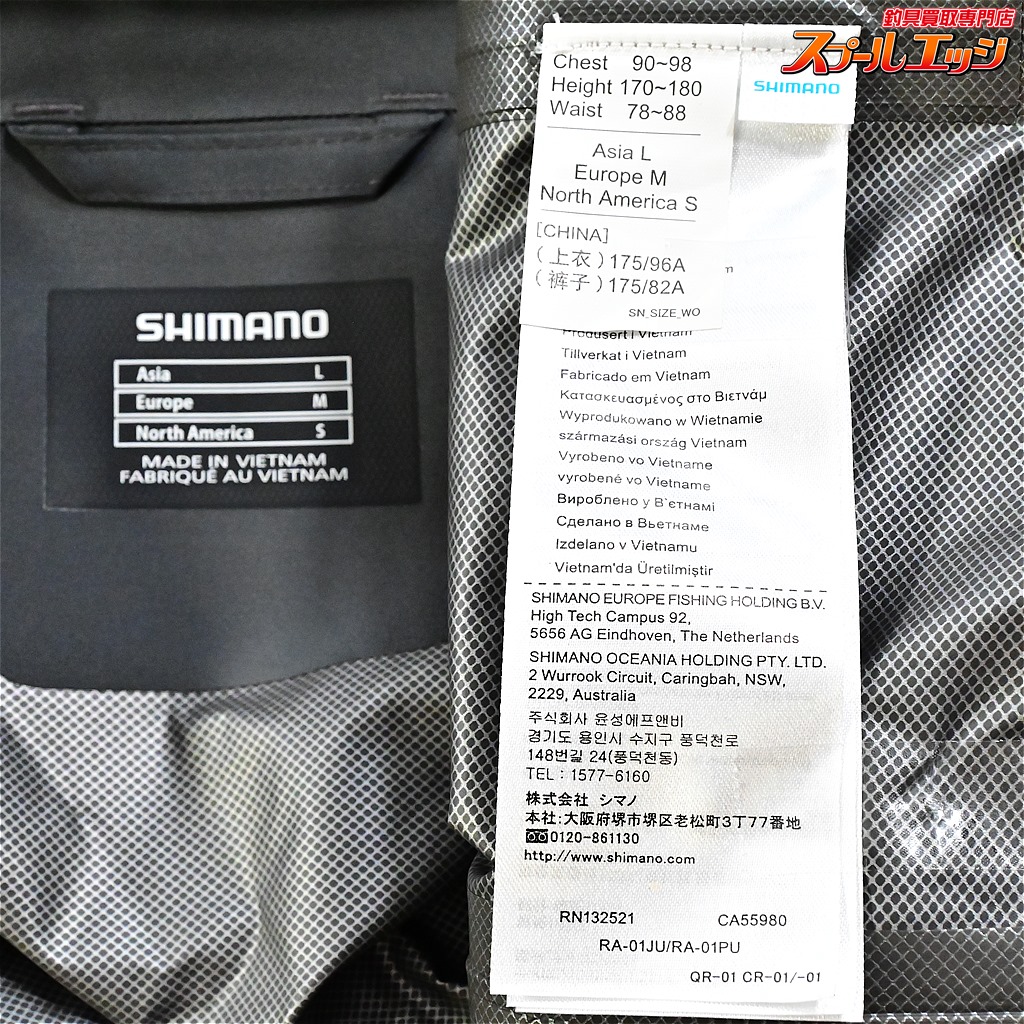 釣具買取専門店
スプールエッジ
SHIMANO
Asia L
Europe M
North America S
MADE IN VIETNAM
FABRIQUÉ AU VIETNAM
Chest 90~98
Height 170~180
Waist 78~88
Asia L
Europe M
North America S
[CHINA]
(上衣)175/96A
(裤子)175/82A
SN_SIZE_WO
SHIMANO
m
Produsert i Vietnam
Tillverkat i Vietnam
Fabricado em Vietnam
Κατασκευασμένος στο Βιετνάμ
Wyprodukowano w Wietnamie
származási ország Vietnam
Vyrobeno vo Vietname
vyrobené vo Vietname
Вироблено у В`єтнамі
Сделано в Вьетнаме
Izdelano v Vietnamu
Vietnam'da Üretilmiştir
SHIMANO EUROPE FISHING HOLDING B.V.
High Tech Campus 92,
5656 AG Eindhoven, The Netherlands
SHIMANO OCEANIA HOLDING PTY. LTD.
2 Wurrook Circuit, Caringbah, NSW,
2229, Australia
주식회사 윤성에프앤비
경기도 용인시 수지구 풍덕천로
148번길 24(풍덕천동)
TEL : 1577-6160
株式会社 シマノ
本社:大阪府堺市堺区老松町3丁77番地
0120-861130
http://www.shimano.com
RN132521 CA55980
RA-01JU/RA-01PU
QR-01 CR-01/-01